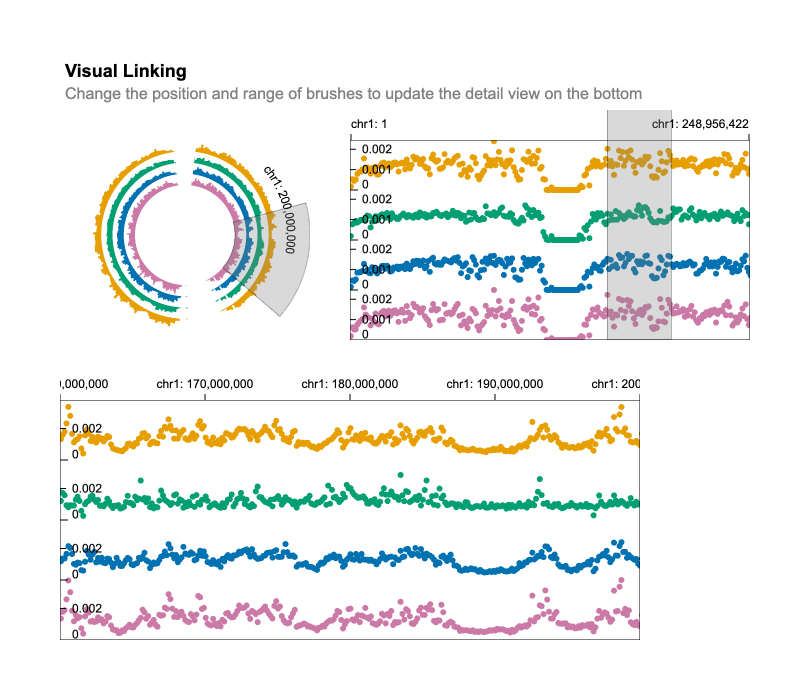 Visual Linking
Change the position and range of brushes to update the detail view on the bottom
chr1: 200,000,000
chr1: 1
chr1: 248,956,422
0.002
0.001
0
0.002
0.001
0
0.002
0.001
0
0.002
0.001
0
0,000,000
chr1: 170,000,000
chr1: 180,000,000
chr1: 190,000,000
chr1: 200
0.002
0
0.002
0
0.002
0
0.002
0